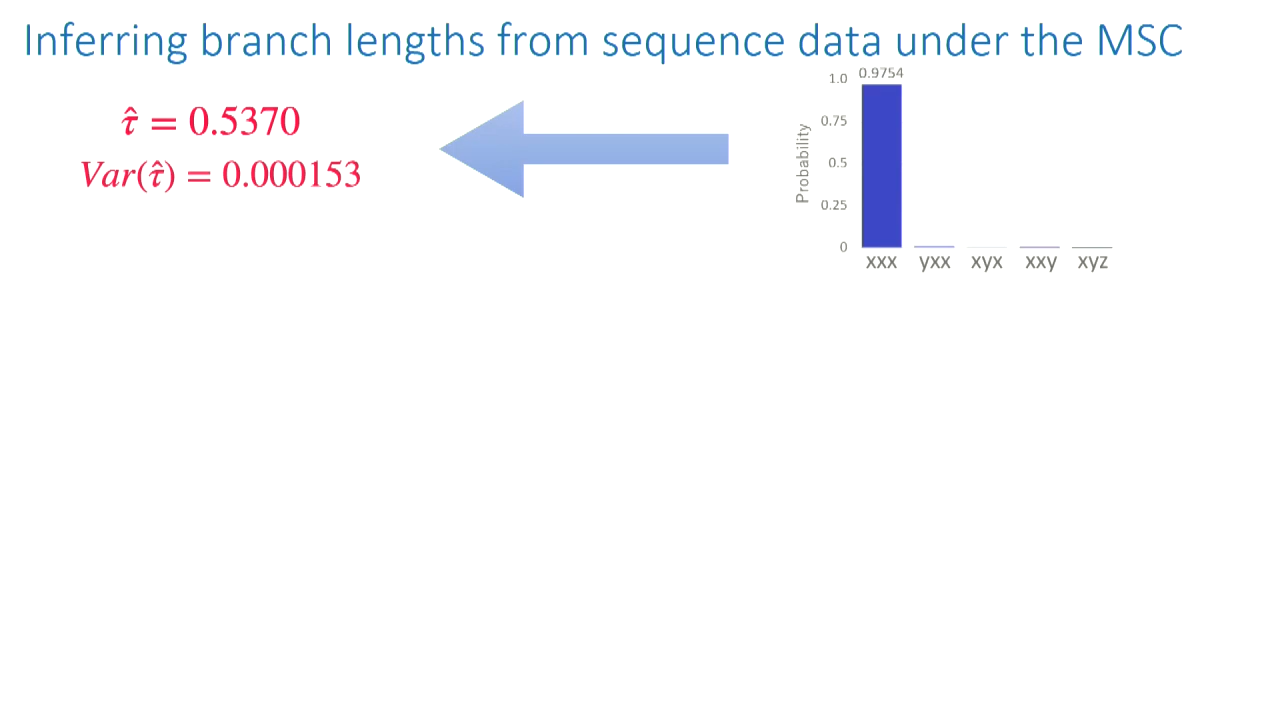 Inferring branch lengths from sequence data under the MSC
τ̂ = 0.5370
Var(τ̂) = 0.000153
0.9754
1.0
0.75
0.5
0.25
0
Probability
xxx yxx xyx xxy xyz